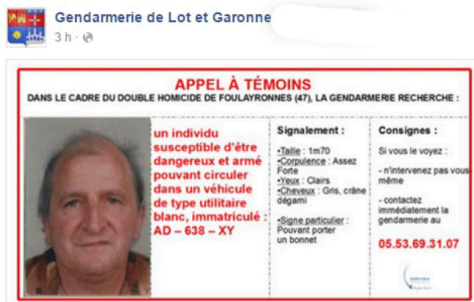 Gendarmerie de Lot et Garonne
3 h ·
APPEL À TÉMOINS
DANS LE CADRE DU DOUBLE HOMICIDE DE FOULAYRONNES (47), LA GENDARMERIE RECHERCHE :
un individu
susceptible d'être
dangereux et armé
pouvant circuler
dans un véhicule
de type utilitaire
blanc, immatriculé :
AD – 638 – XY
Signalement :
•Taille : 1m70
•Corpulence : Assez
Forte
•Yeux : Clairs
•Cheveux : Gris, crâne
dégarni
•Signe particulier :
Pouvant porter
un bonnet
Consignes :
Si vous le voyez :
- n'intervenez pas vous
même
- contactez
immédiatement la
gendarmerie au
05.53.69.31.07